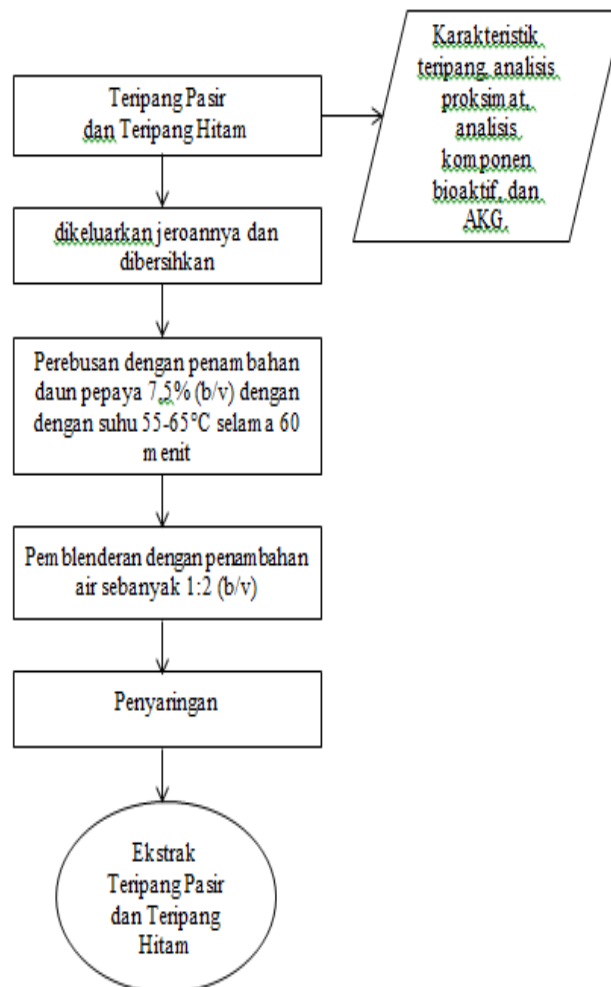 Teripang Pasir
dan Teripang Hitam
Karakteristik
teripang, analisis
proksimat,
analisis
komponen
bioaktif, dan
AKG.
dikeluarkan jeroannya dan
dibersihkan
Perebusan dengan penambahan
daun pepaya 7,5% (b/v) dengan
dengan suhu 55-65°C selama 60
menit
Pemblenderan dengan penambahan
air sebanyak 1:2 (b/v)
Penyaringan
Ekstrak
Teripang Pasir
dan Teripang
Hitam